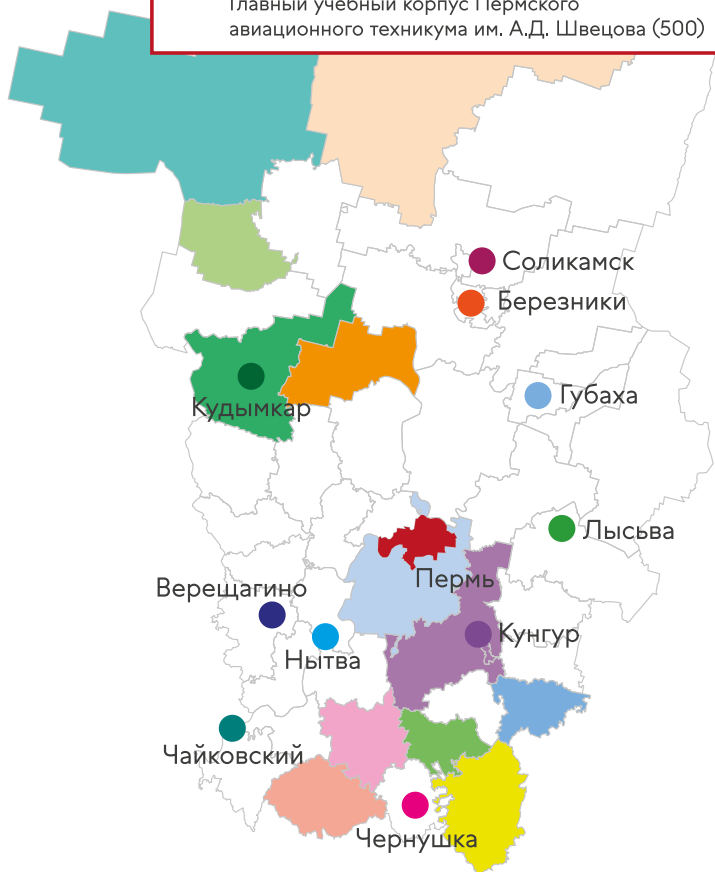 Главный учебный корпус Пермского
авиационного техникума им. А.Д. Швецова (500)
Соликамск
Березники
Губаха
Кудымкар
Лысьва
Пермь
Верещагино
Кунгур
Нытва
Чайковский
Чернушка